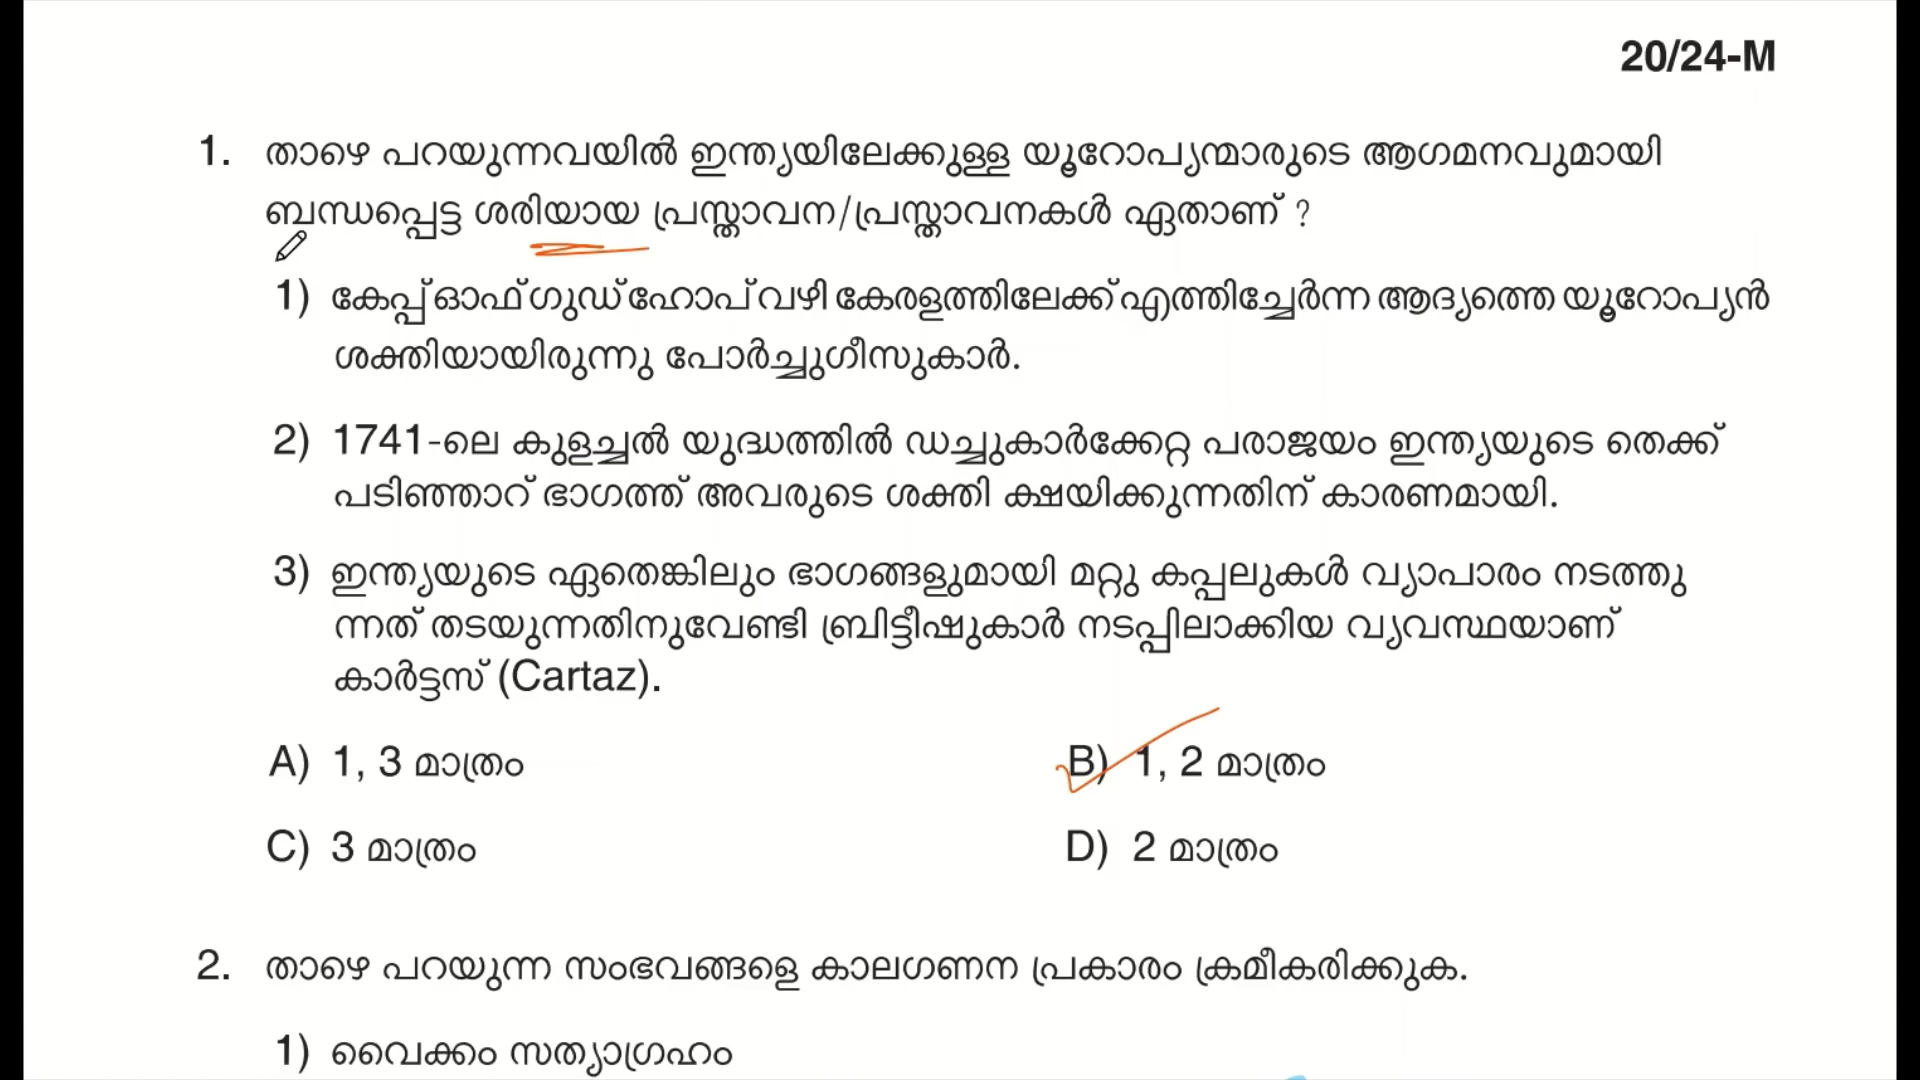 20/24-M
1. താഴെ പറയുന്നവയിൽ ഇന്ത്യയിലേക്കുള്ള യൂറോപ്യന്മാരുടെ ആഗമനവുമായി
ബന്ധപ്പെട്ട ശരിയായ പ്രസ്താവന/പ്രസ്താവനകൾ ഏതാണ് ?
1) കേപ്പ് ഓഫ് ഗുഡ് ഹോപ് വഴി കേരളത്തിലേക്ക് എത്തിച്ചേർന്ന ആദ്യത്തെ യൂറോപ്യൻ
ശക്തിയായിരുന്നു പോർച്ചുഗീസുകാർ.
2) 1741-ലെ കുളച്ചൽ യുദ്ധത്തിൽ ഡച്ചുകാർക്കേറ്റ പരാജയം ഇന്ത്യയുടെ തെക്ക്
പടിഞ്ഞാറ് ഭാഗത്ത് അവരുടെ ശക്തി ക്ഷയിക്കുന്നതിന് കാരണമായി.
3) ഇന്ത്യയുടെ ഏതെങ്കിലും ഭാഗങ്ങളുമായി മറ്റു കപ്പലുകൾ വ്യാപാരം നടത്തു
ന്നത് തടയുന്നതിനുവേണ്ടി ബ്രിട്ടീഷുകാർ നടപ്പിലാക്കിയ വ്യവസ്ഥയാണ്
കാർട്ടസ് (Cartaz).
A) 1, 3 മാത്രം
B) 1, 2 മാത്രം
C) 3 മാത്രം
D) 2 മാത്രം
2. താഴെ പറയുന്ന സംഭവങ്ങളെ കാലഗണന പ്രകാരം ക്രമീകരിക്കുക.
1) വൈക്കം സത്യാഗ്രഹം